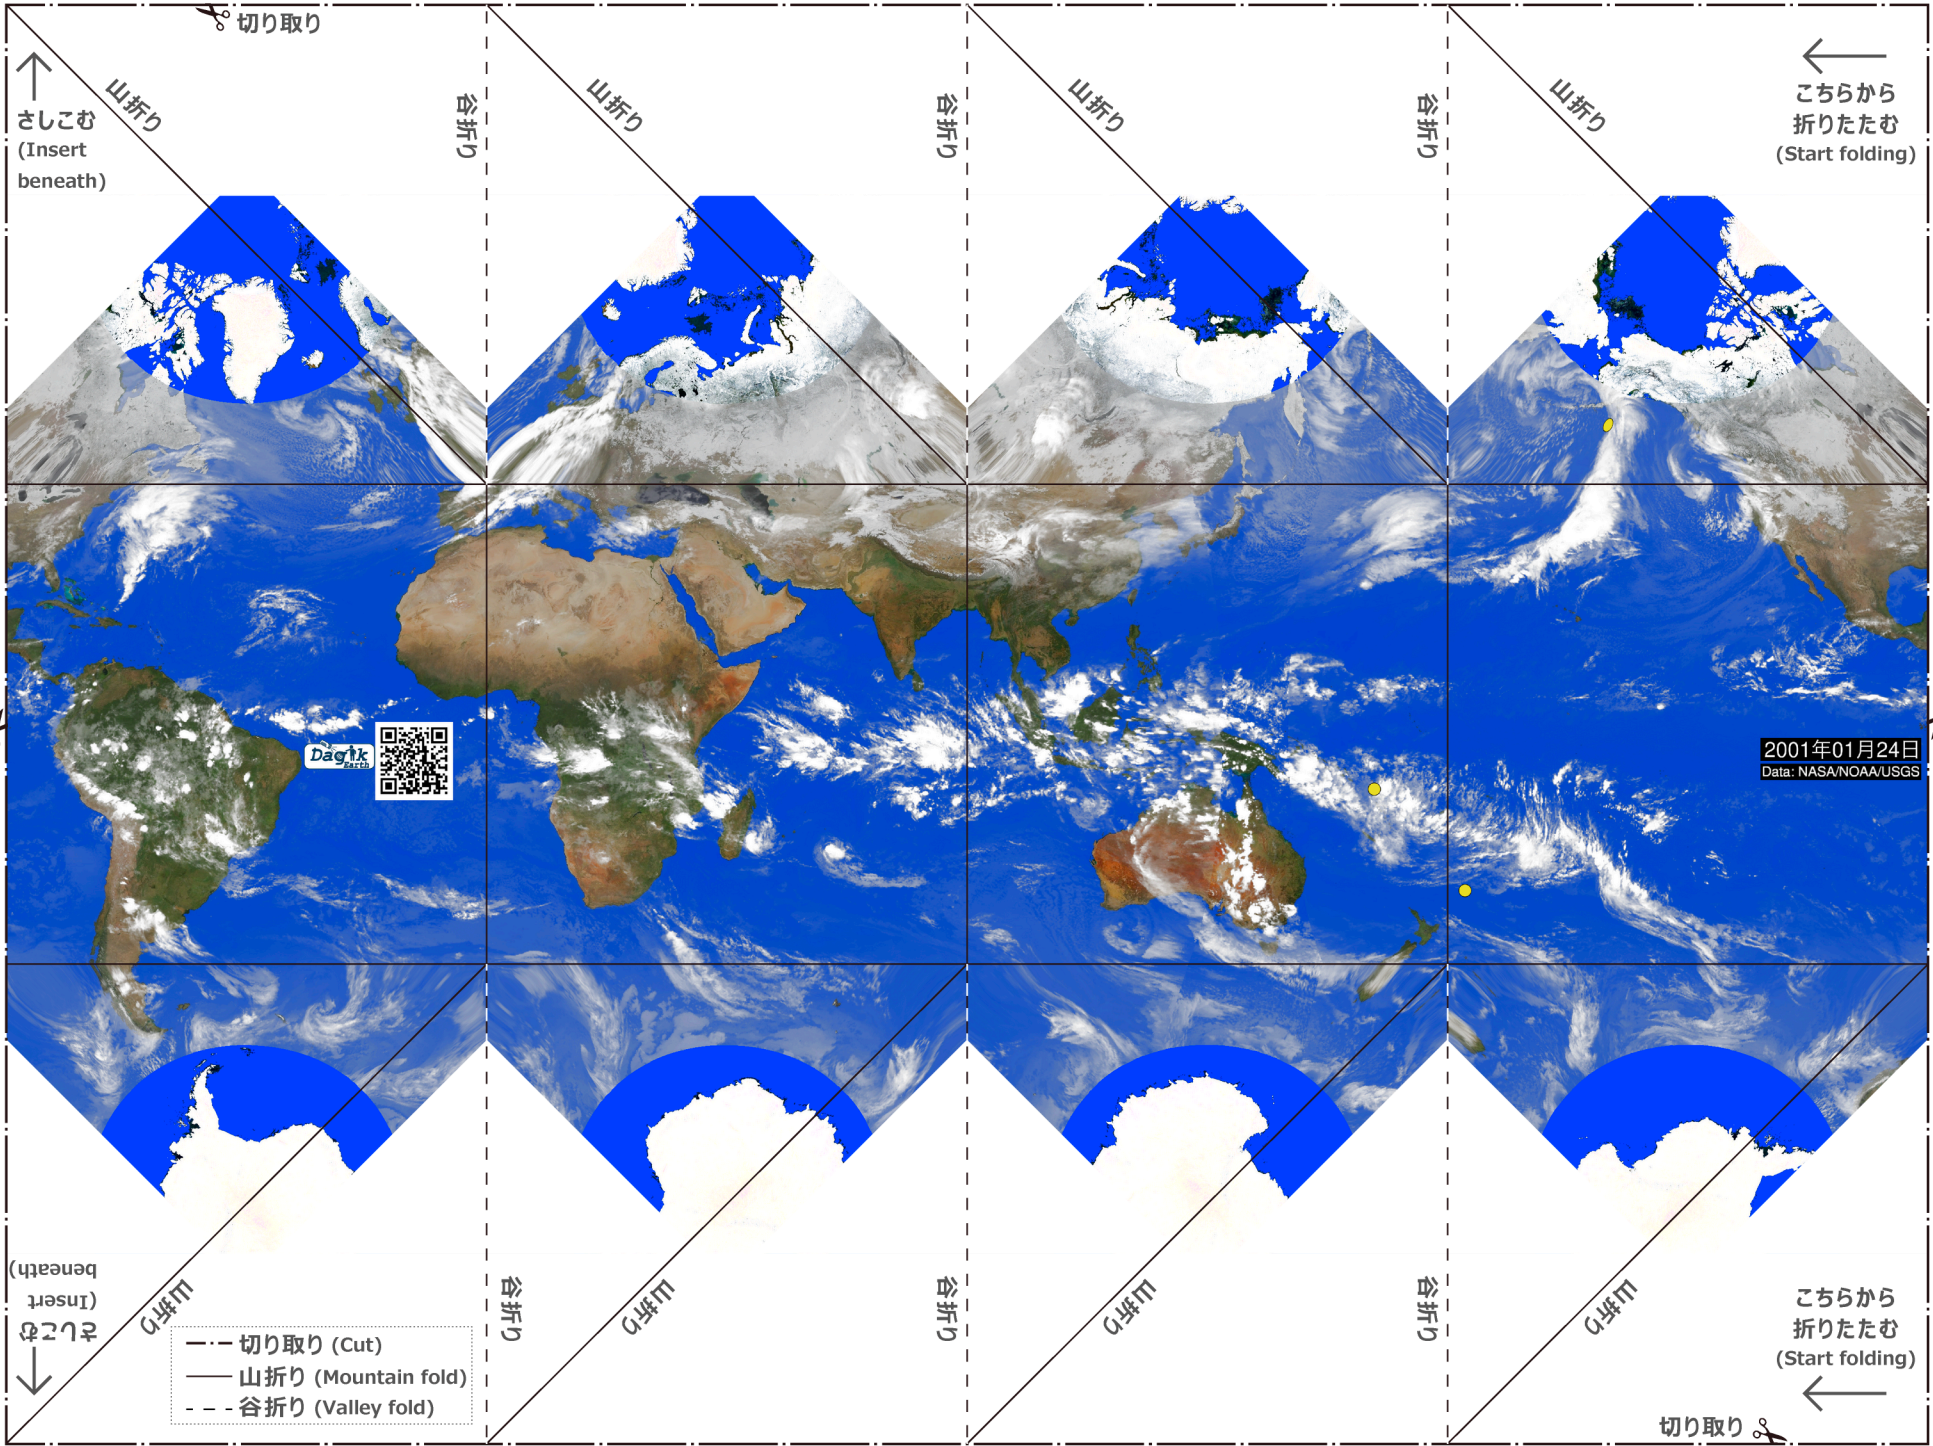 切り取り
山折り
谷折り
山折り
谷折り
山折り
谷折り
山折り
さしこむ
(Insert
beneath)
こちらから
折りたたむ
(Start folding)
Dagik
Earth
2001年01月24日
Data: NASA/NOAA/USGS
さしこむ
(Insert
beneath)
山折り
谷折り
山折り
谷折り
山折り
谷折り
山折り
切り取り (Cut)
山折り (Mountain fold)
谷折り (Valley fold)
こちらから
折りたたむ
(Start folding)
切り取り